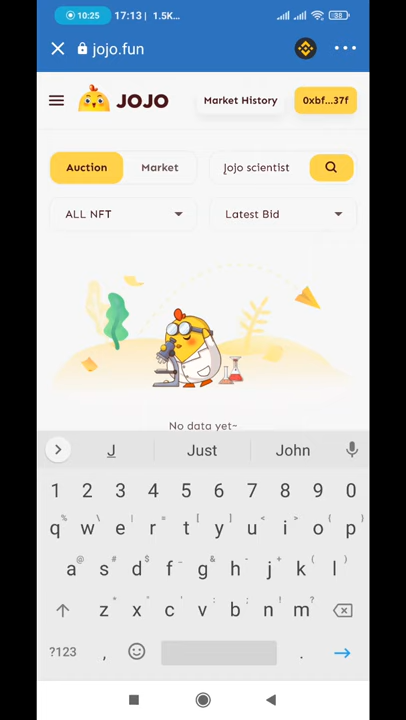 10:25 17:13 1.5K... 38
jojo.fun
JOJO Market History 0xbf...37f
Auction Market Jojo scientist
ALL NFT Latest Bid
No data yet~
J Just John
1 2 3 4 5 6 7 8 9 0
q w e r t y u i o p
a s d f g h j k l
z x c v b n m
?123 , .